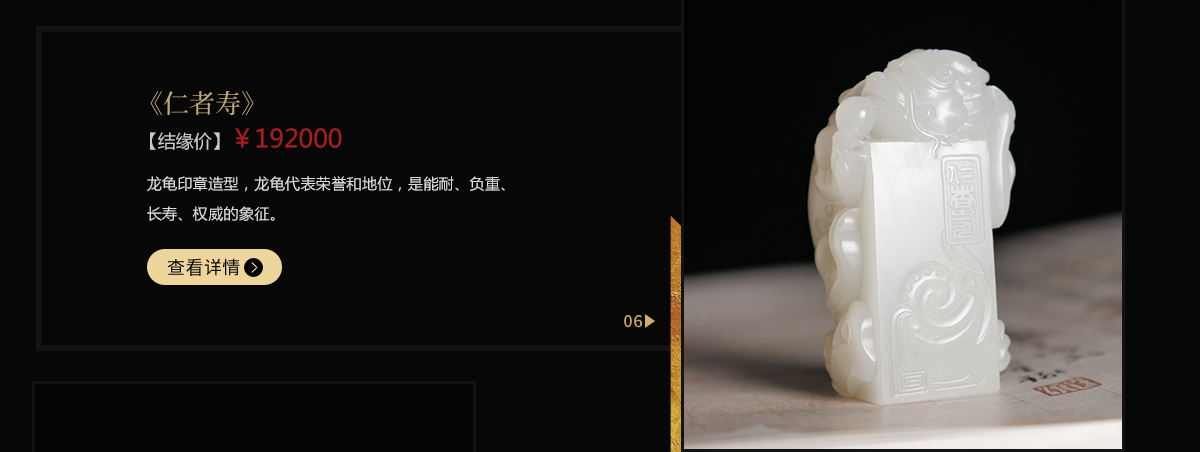 《仁者寿》
【结缘价】¥192000
龙龟印章造型，龙龟代表荣誉和地位，是能耐、负重、
长寿、权威的象征。
查看详情
06